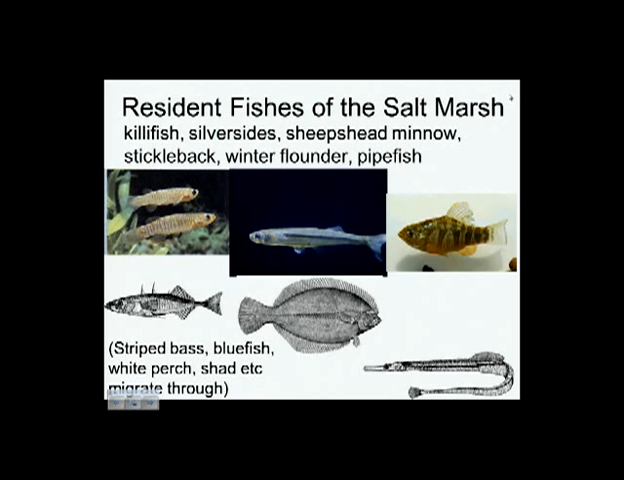 Resident Fishes of the Salt Marsh
killifish, silversides, sheepshead minnow,
stickleback, winter flounder, pipefish
(Striped bass, bluefish,
white perch, shad etc
migrate through)